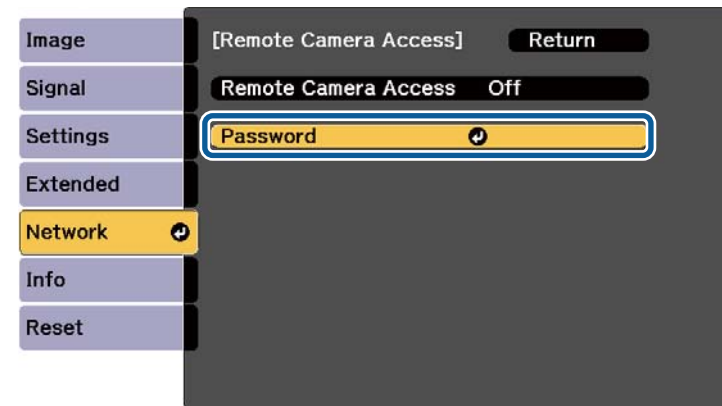 Image
Signal
Settings
Extended
Network
Info
Reset
[Remote Camera Access] Return
Remote Camera Access Off
Password